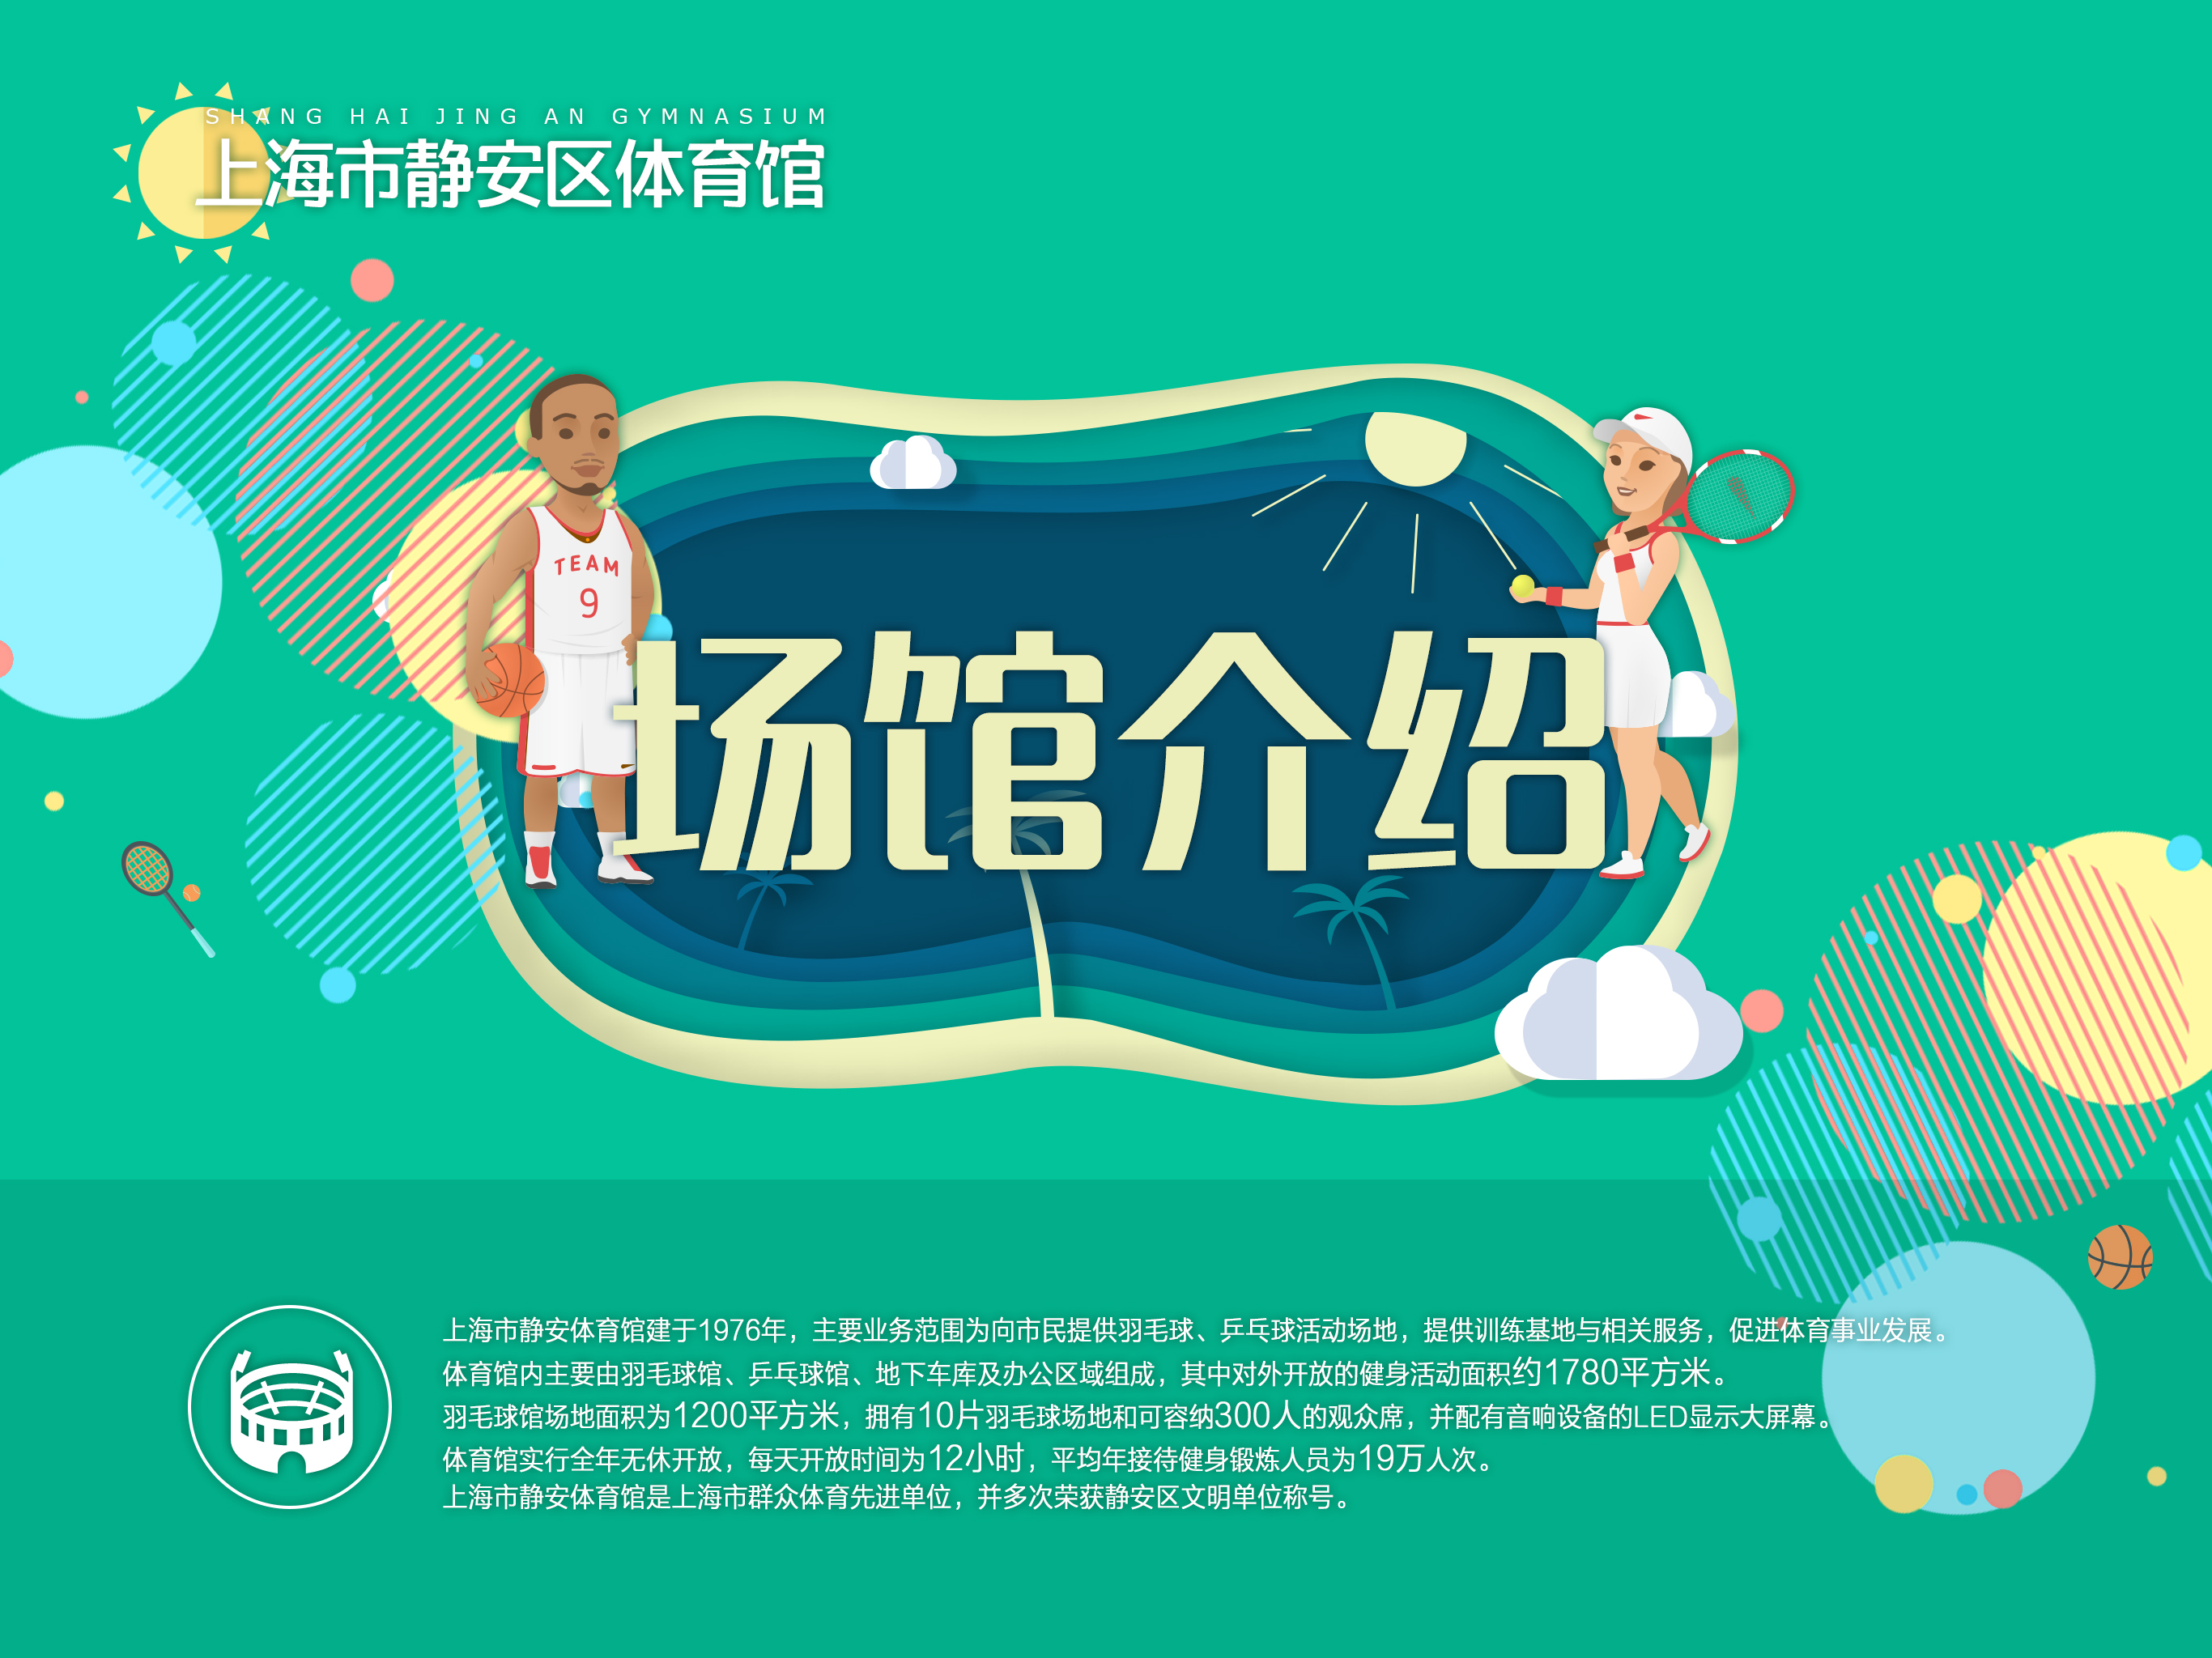 SHANG HAI JING AN GYMNASIUM
上海市静安区体育馆
TEAM
9
场馆介绍
上海市静安体育馆建于1976年，主要业务范围为向市民提供羽毛球、乒乓球活动场地，提供训练基地与相关服务，促进体育事业发展。
体育馆内主要由羽毛球馆、乒乓球馆、地下车库及办公区域组成，其中对外开放的健身活动面积约1780平方米。
羽毛球馆场地面积为1200平方米，拥有10片羽毛球场地和可容纳300人的观众席，并配有音响设备的LED显示大屏幕。
体育馆实行全年无休开放，每天开放时间为12小时，平均年接待健身锻炼人员为19万人次。
上海市静安体育馆是上海市群众体育先进单位，并多次荣获静安区文明单位称号。